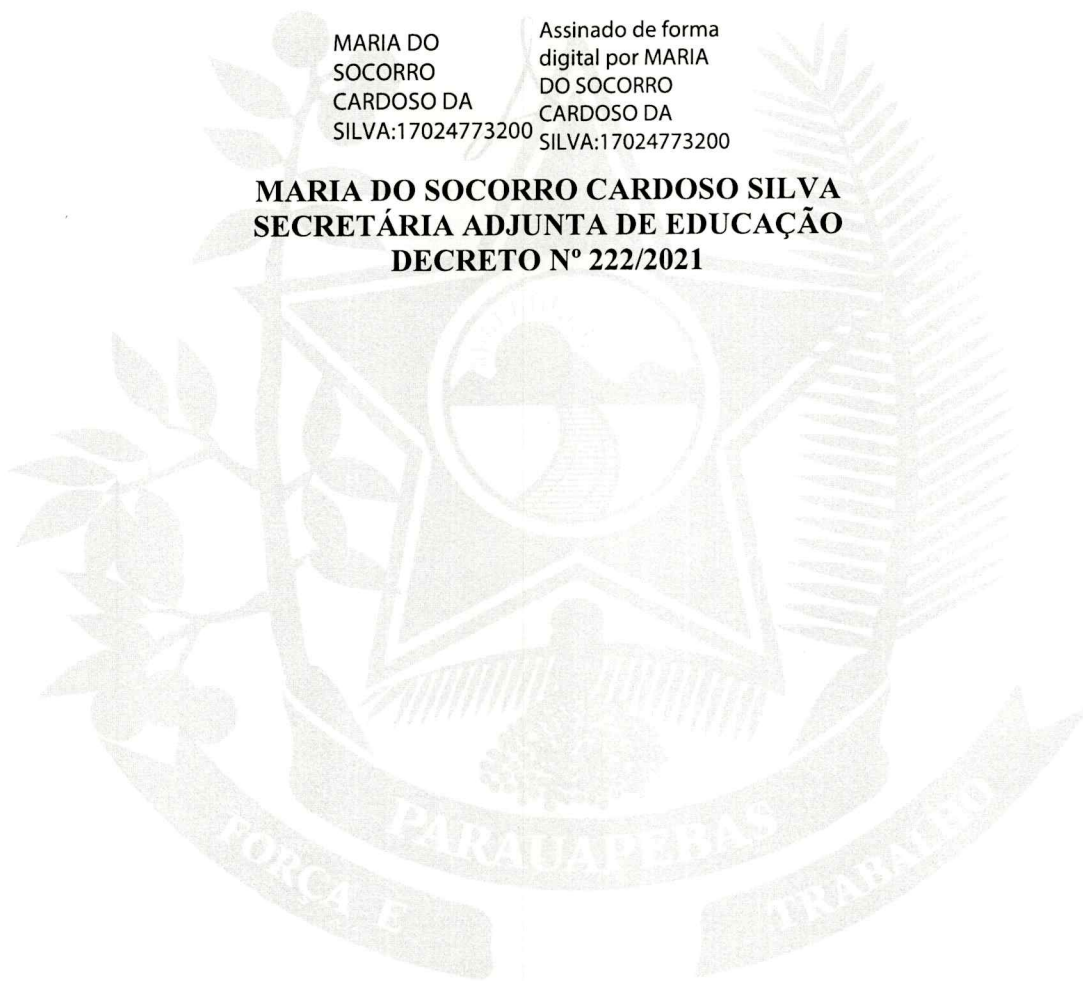 MARIA DO
SOCORRO
CARDOSO DA
SILVA:17024773200
Assinado de forma
digital por MARIA
DO SOCORRO
CARDOSO DA
SILVA:17024773200
MARIA DO SOCORRO CARDOSO SILVA
SECRETÁRIA ADJUNTA DE EDUCAÇÃO
DECRETO Nº 222/2021
PARAUAPEBAS
FORÇA E
TRABALHO